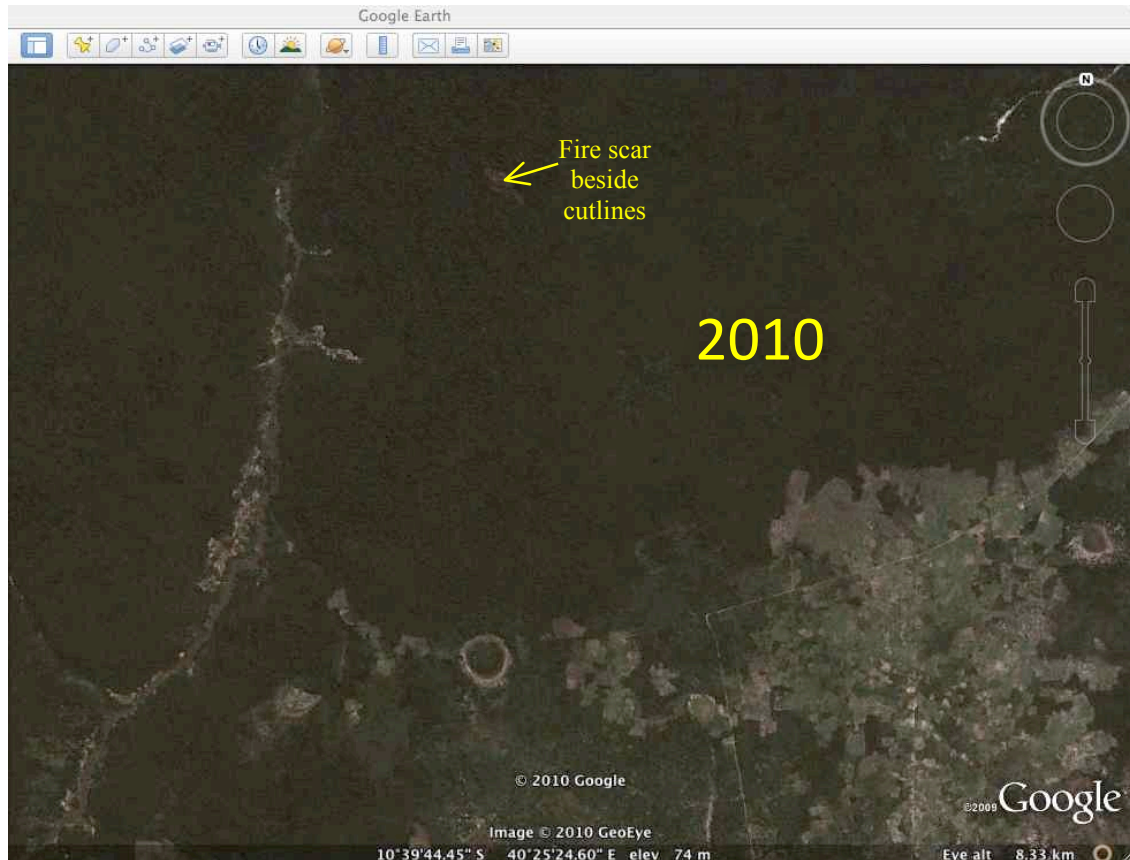 Google Earth
N
Fire scar
beside
cutlines
2010
© 2010 Google
©2009 Google
Image © 2010 GeoEye
10°39'44.45" S 40°25'24.60" E elev 74 m Eye alt 8.33 km